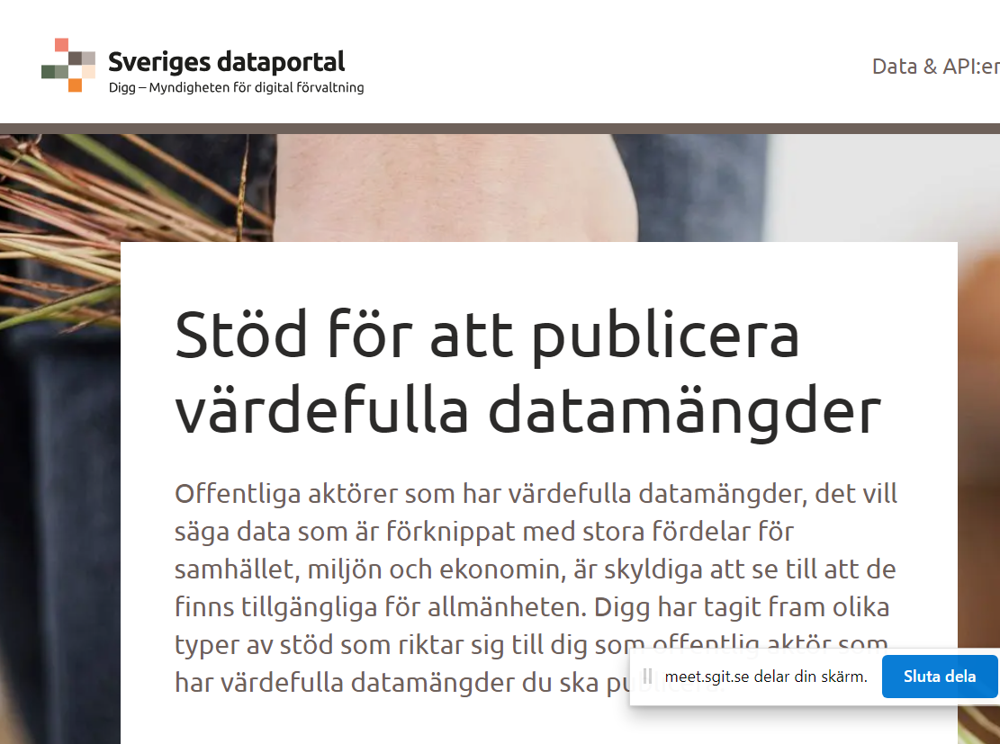 Sveriges dataportal
Digg – Myndigheten för digital förvaltning
Data & API:er
Stöd för att publicera
värdefulla datamängder
Offentliga aktörer som har värdefulla datamängder, det vill
säga data som är förknippat med stora fördelar för
samhället, miljön och ekonomin, är skyldiga att se till att de
finns tillgängliga för allmänheten. Digg har tagit fram olika
typer av stöd som riktar sig till dig som offentlig aktör som
har värdefulla datamängder du ska
meet.sgit.se delar din skärm.
Sluta dela